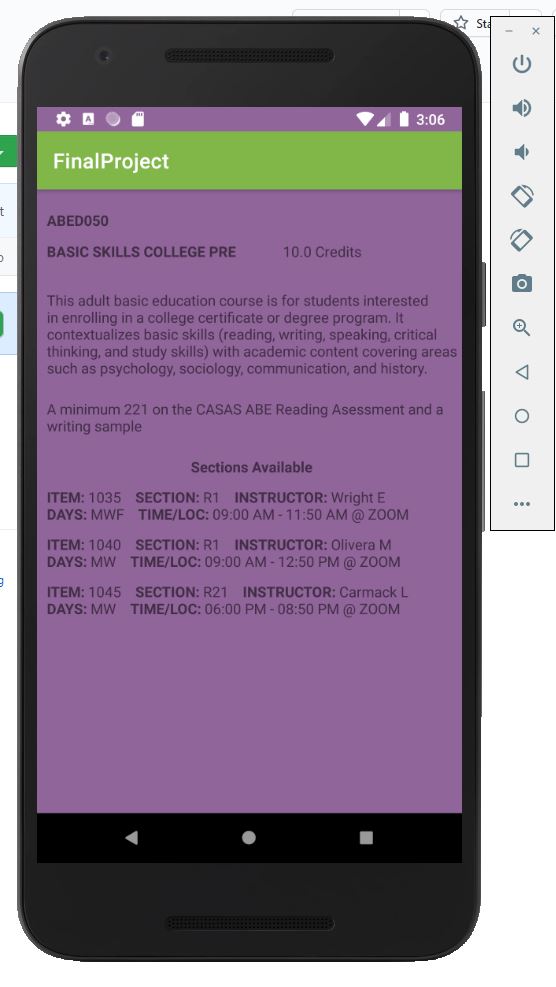 Sta
3:06
FinalProject
ABED050
BASIC SKILLS COLLEGE PRE 10.0 Credits
This adult basic education course is for students interested
in enrolling in a college certificate or degree program. It
contextualizes basic skills (reading, writing, speaking, critical
thinking, and study skills) with academic content covering areas
such as psychology, sociology, communication, and history.
A minimum 221 on the CASAS ABE Reading Asessment and a
writing sample
Sections Available
ITEM: 1035 SECTION: R1 INSTRUCTOR: Wright E
DAYS: MWF TIME/LOC: 09:00 AM - 11:50 AM @ ZOOM
ITEM: 1040 SECTION: R1 INSTRUCTOR: Olivera M
DAYS: MW TIME/LOC: 09:00 AM - 12:50 PM @ ZOOM
ITEM: 1045 SECTION: R21 INSTRUCTOR: Carmack L
DAYS: MW TIME/LOC: 06:00 PM - 08:50 PM @ ZOOM